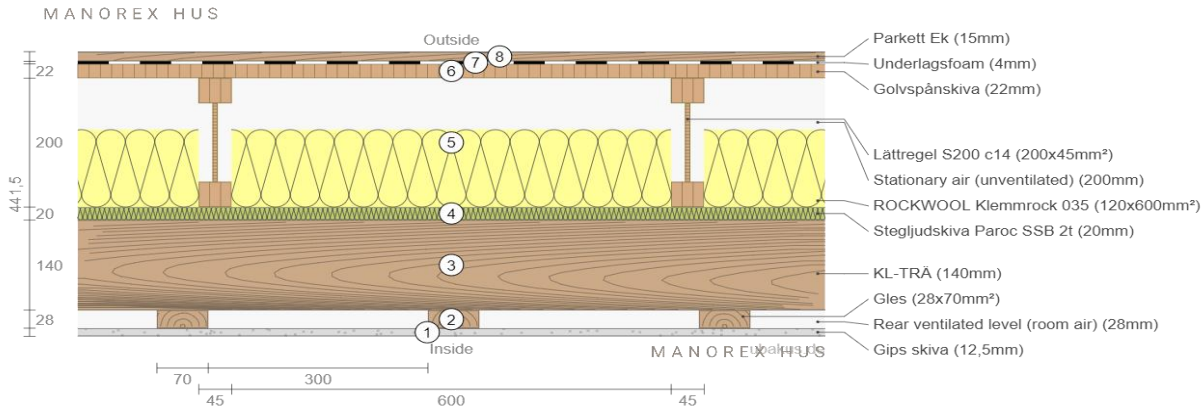 MANOREX HUS
Outside
8
7
6
5
4
3
2
1
Inside
22
200
20
140
28
441,5
Parkett Ek (15mm)
Underlagsfoam (4mm)
Golvspånskiva (22mm)
Lättregel S200 c14 (200x45mm²)
Stationary air (unventilated) (200mm)
ROCKWOOL Klemmrock 035 (120x600mm²)
Stegljudskiva Paroc SSB 2t (20mm)
KL-TRÄ (140mm)
Gles (28x70mm²)
Rear ventilated level (room air) (28mm)
Gips skiva (12,5mm)
MANOREX HUS
ubakus.de
70
300
45
600
45